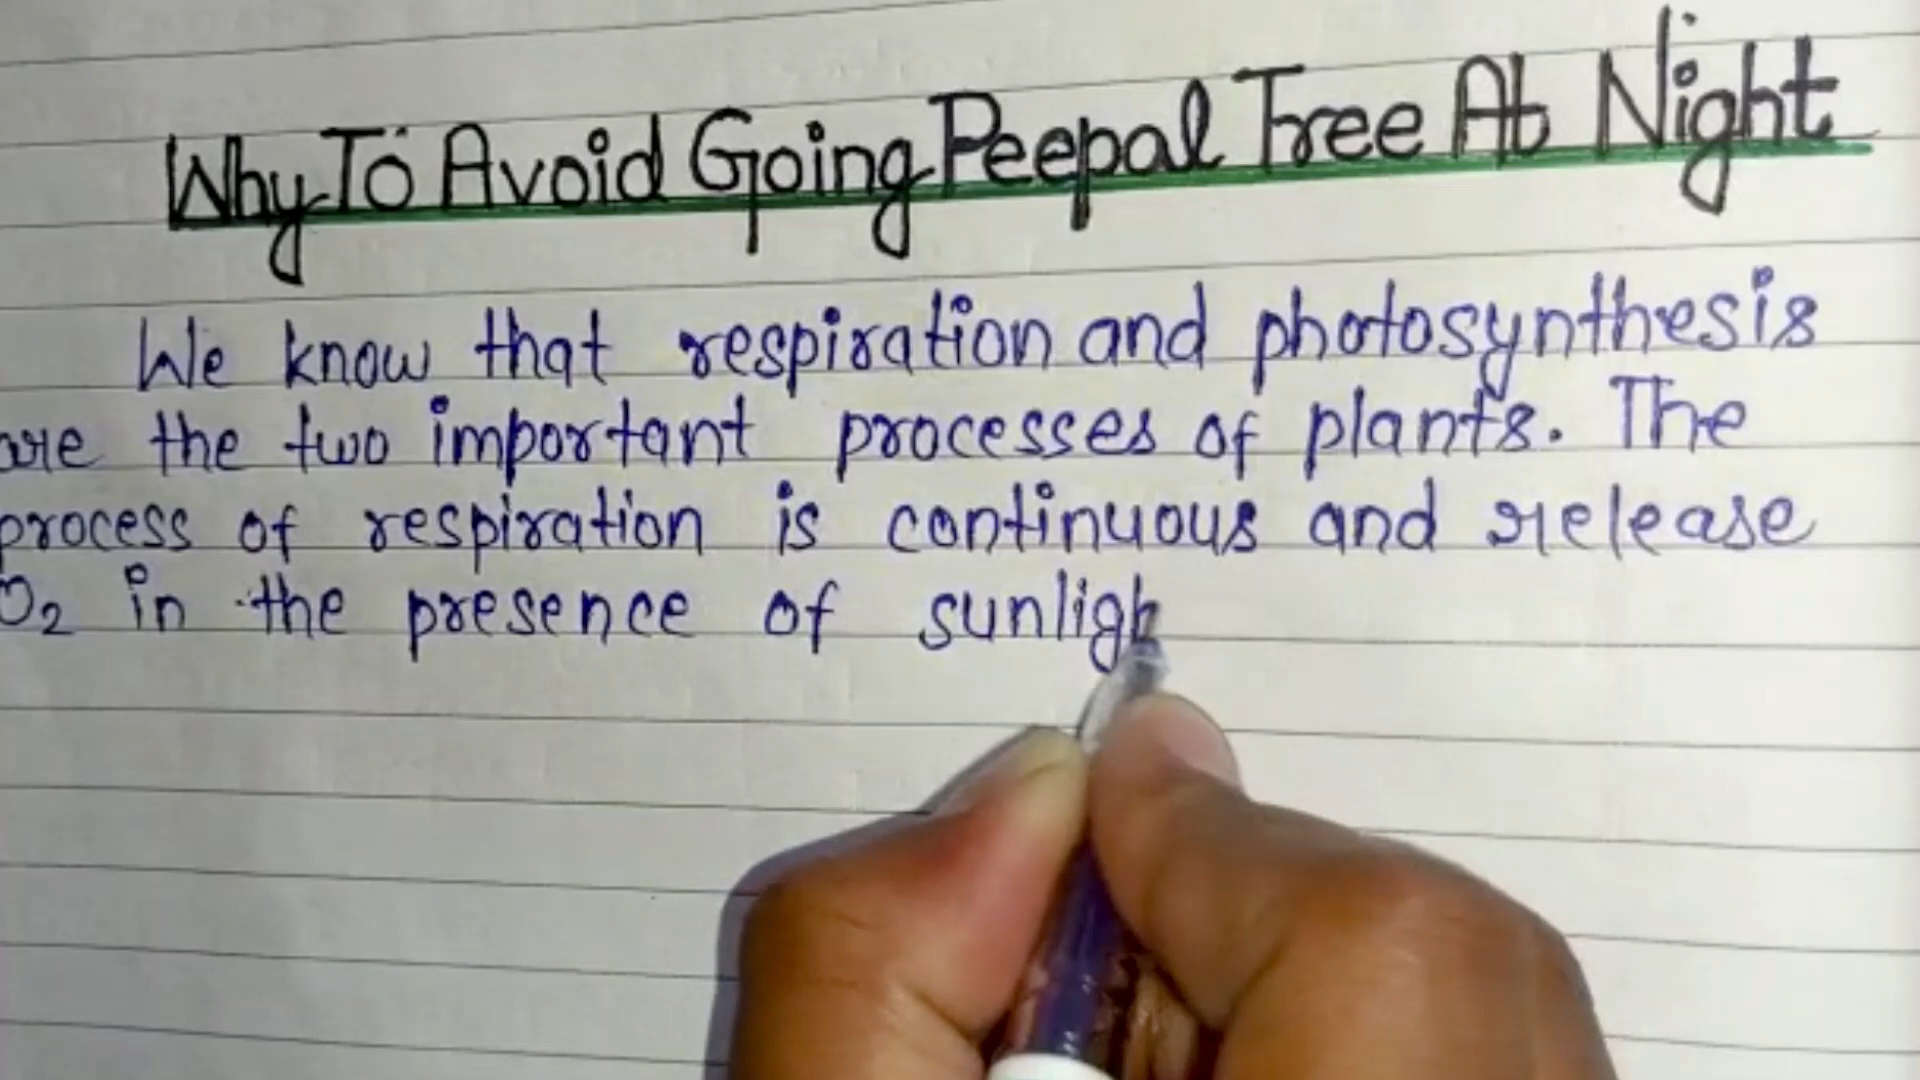 Why To Avoid Going Peepal Tree At Night
We know that respiration and photosynthesis
are the two important processes of plants. The
process of respiration is continuous and release
O2 in the presence of sunligh